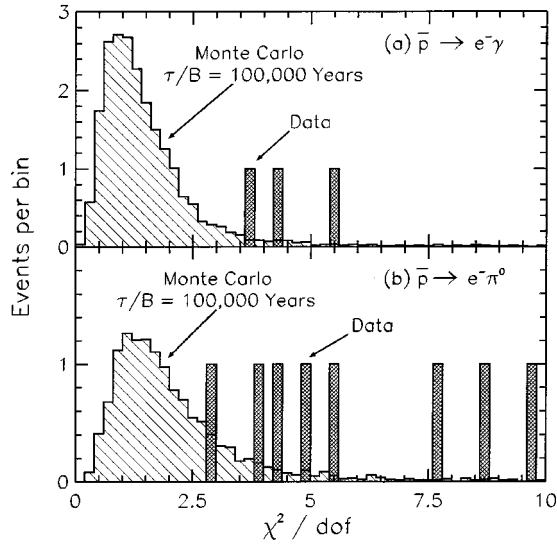 (a) p̅ → e⁻γ
Monte Carlo
τ/B = 100,000 Years
Data
3
2
1
0
Events per bin
(b) p̅ → e⁻π⁰
Monte Carlo
τ/B = 100,000 Years
Data
1
0
0
2.5
5
7.5
10
χ² / dof